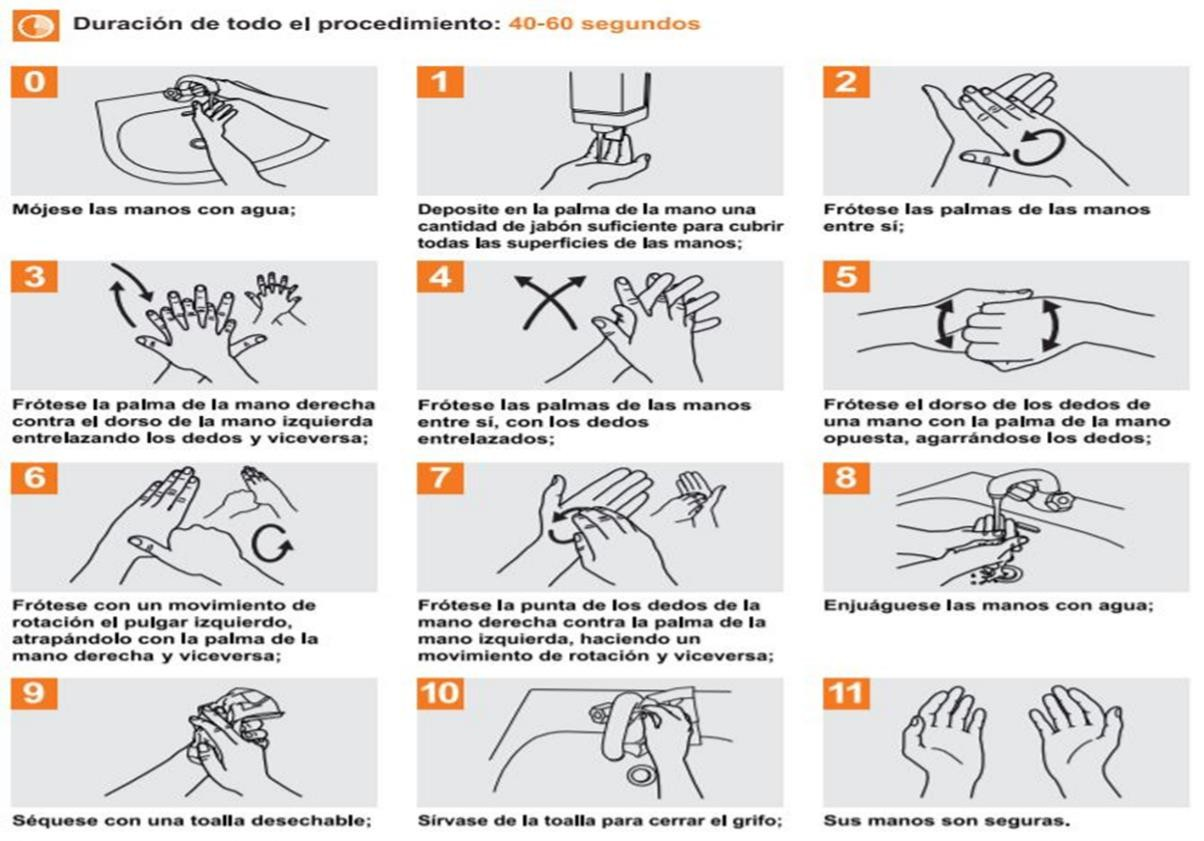 Duración de todo el procedimiento: 40-60 segundos
0
Mójese las manos con agua;
1
Deposite en la palma de la mano una
cantidad de jabón suficiente para cubrir
todas las superficies de las manos;
2
Frótese las palmas de las manos
entre sí;
3
Frótese la palma de la mano derecha
contra el dorso de la mano izquierda
entrelazando los dedos y viceversa;
4
Frótese las palmas de las manos
entre sí, con los dedos
entrelazados;
5
Frótese el dorso de los dedos de
una mano con la palma de la mano
opuesta, agarrándose los dedos;
6
Frótese con un movimiento de
rotación el pulgar izquierdo,
atrapándolo con la palma de la
mano derecha y viceversa;
7
Frótese la punta de los dedos de la
mano derecha contra la palma de la
mano izquierda, haciendo un
movimiento de rotación y viceversa;
8
Enjuáguese las manos con agua;
9
Séquese con una toalla desechable;
10
Sírvase de la toalla para cerrar el grifo;
11
Sus manos son seguras.